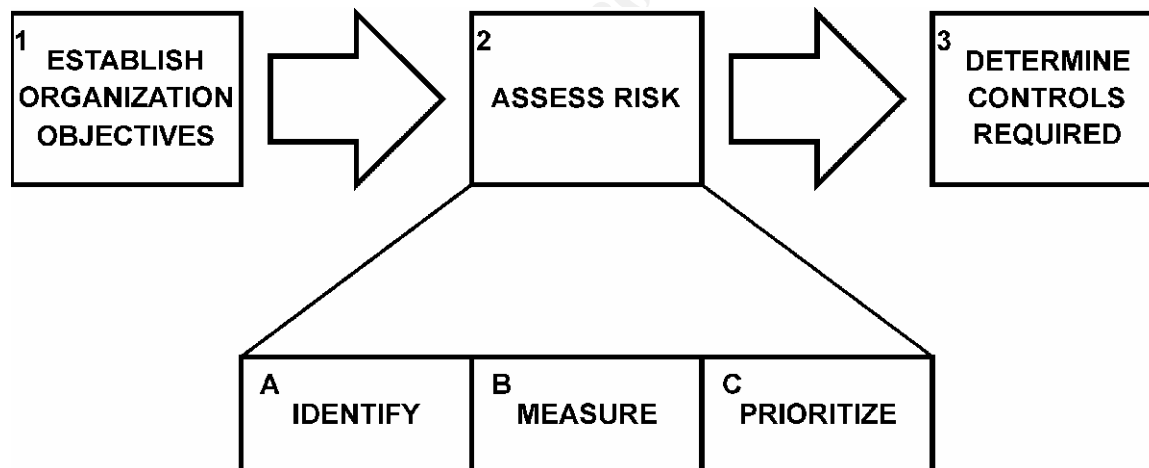 1
ESTABLISH
ORGANIZATION
OBJECTIVES
2
ASSESS RISK
3
DETERMINE
CONTROLS
REQUIRED
A
IDENTIFY
B
MEASURE
C
PRIORITIZE